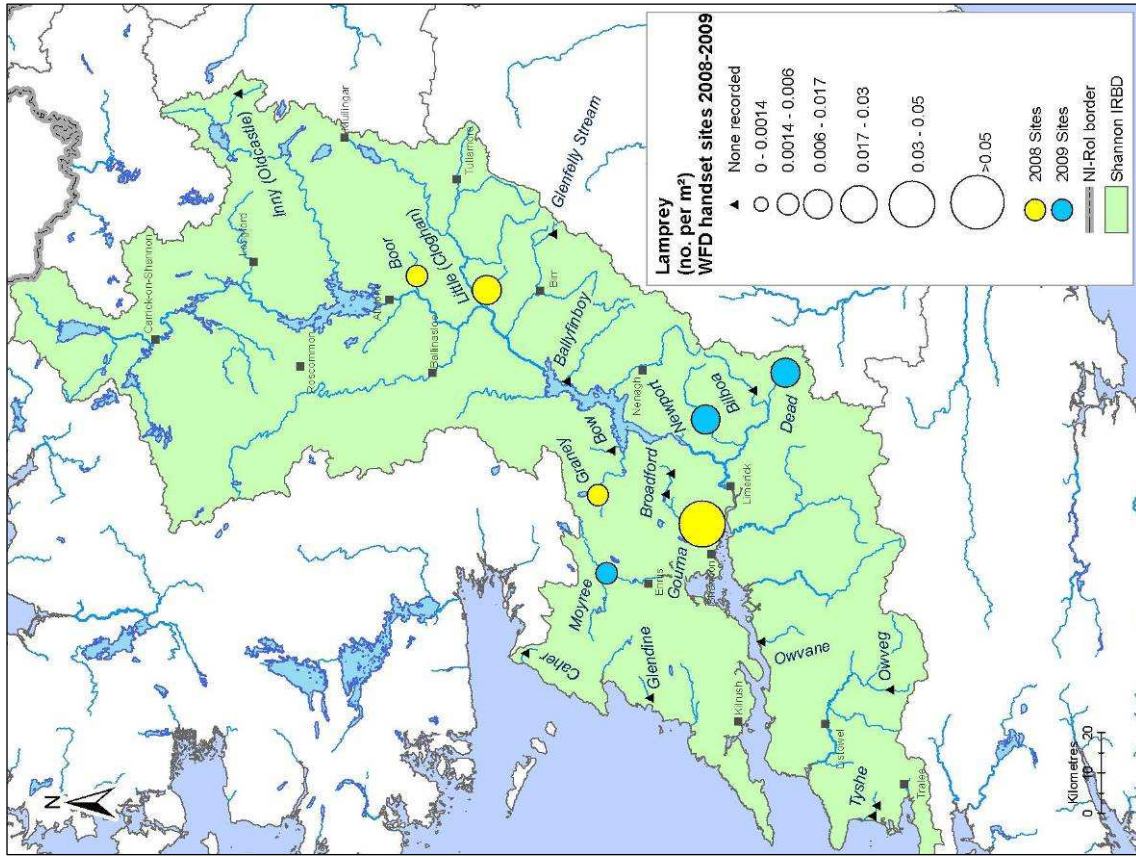 N
Carrick-on-Shannon
Longford
Inny (Oldcastle)
Mullingar
Roscommon
Boor
Little (Cloghan)
Tullamore
Ballinasloe
Birr
Glenfelly Stream
Ballyfinboy
Bow
Graney
Nenagh
Newport
Bilboa
Dead
Broadford
Limerick
Gourna
Shannon
Ennis
Moyree
Caher
Glendine
Kilrush
Owvane
Owveg
Listowel
Tyshe
Tralee
Kilometres
0 10 20
Lamprey
(no. per m²)
WFD handset sites 2008-2009
None recorded
0 - 0.0014
0.0014 - 0.006
0.006 - 0.017
0.017 - 0.03
0.03 - 0.05
>0.05
2008 Sites
2009 Sites
NI-RoI border
Shannon IRBD